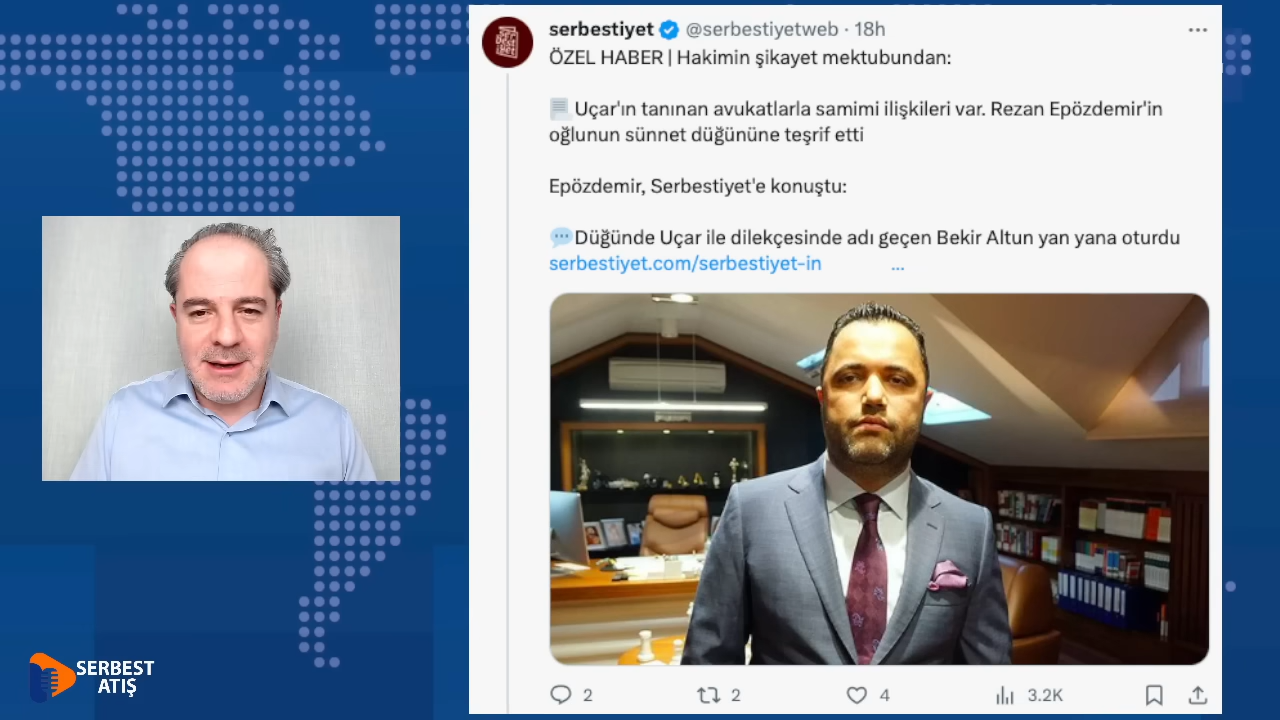 serbestiyet @serbestiyetweb · 18h
ÖZEL HABER | Hakimin şikayet mektubundan:
Uçar'ın tanınan avukatlarla samimi ilişkileri var. Rezan Epözdemir'in
oğlunun sünnet düğününe teşrif etti
Epözdemir, Serbestiyet'e konuştu:
Düğünde Uçar ile dilekçesinde adı geçen Bekir Altun yan yana oturdu
serbestiyet.com/serbestiyet-in ...
2 2 4 3.2K
SERBEST
ATIŞ